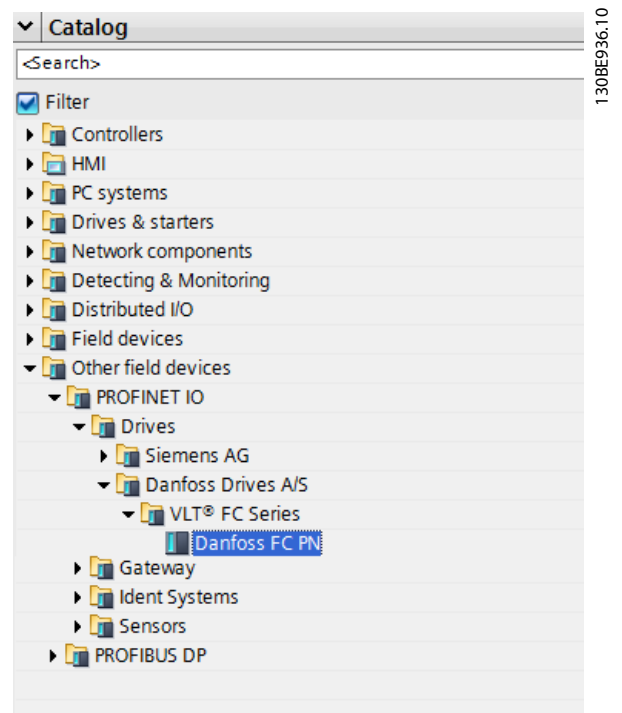 Catalog
<Search>
Filter
Controllers
HMI
PC systems
Drives & starters
Network components
Detecting & Monitoring
Distributed I/O
Field devices
Other field devices
PROFINET IO
Drives
Siemens AG
Danfoss Drives A/S
VLT® FC Series
Danfoss FC PN
Gateway
Ident Systems
Sensors
PROFIBUS DP
130BE936.10